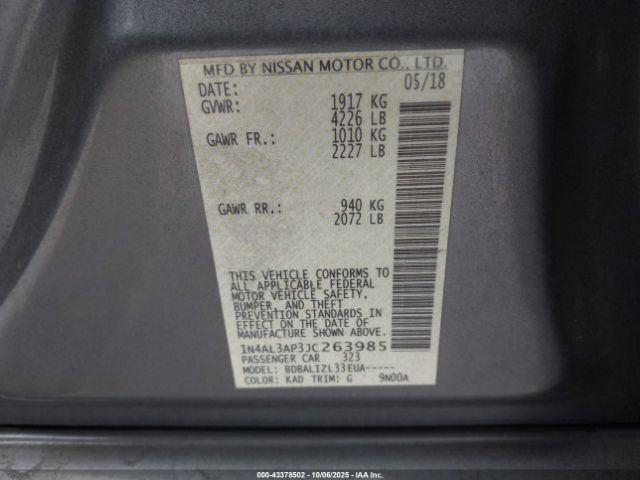 MFD BY NISSAN MOTOR CO., LTD.
DATE: 05/18
GVWR: 1917 KG
4226 LB
GAWR FR.: 1010 KG
2227 LB
GAWR RR.: 940 KG
2072 LB
THIS VEHICLE CONFORMS TO
ALL APPLICABLE FEDERAL
MOTOR VEHICLE SAFETY,
BUMPER, AND THEFT
PREVENTION STANDARDS IN
EFFECT ON THE DATE OF
MANUFACTURE SHOWN ABOVE.
1N4AL3AP3JC263985
PASSENGER CAR 323
MODEL: BDBALIZL33EUA-----
COLOR: KAD TRIM: G 9N00A
000-43378502 - 10/06/2025 - IAAI Inc.